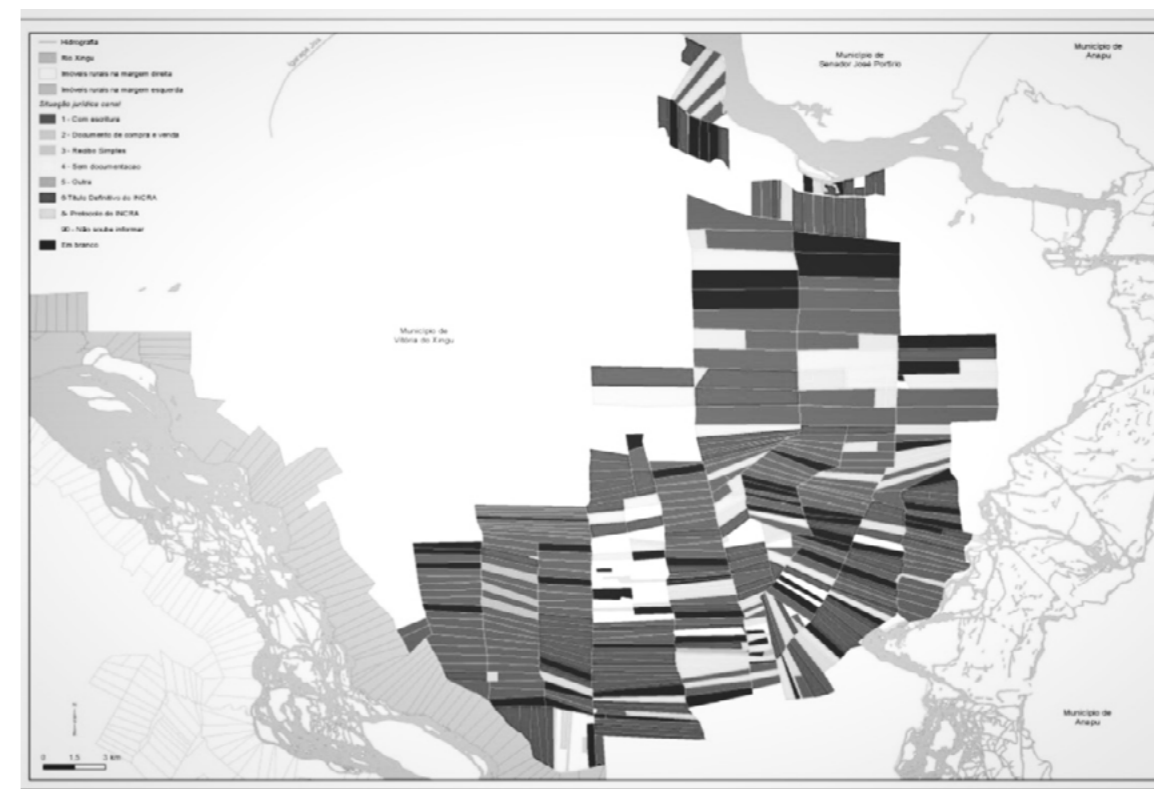 Hidrografia
Rio Xingu
Imóveis rurais na margem direita
Imóveis rurais na margem esquerda
Situação jurídica canal
1 - Com escritura
2 - Documento de compra e venda
3 - Recibo Simples
4 - Sem documentacao
5 - Outra
6-Título Definitivo do INCRA
8- Protocolo do INCRA
90 - Não soube informar
Em branco
Município de
Senador José Porfírio
Município de
Anapu
Município de
Vitória do Xingu
Município de
Anapu
0 1,5 3 km